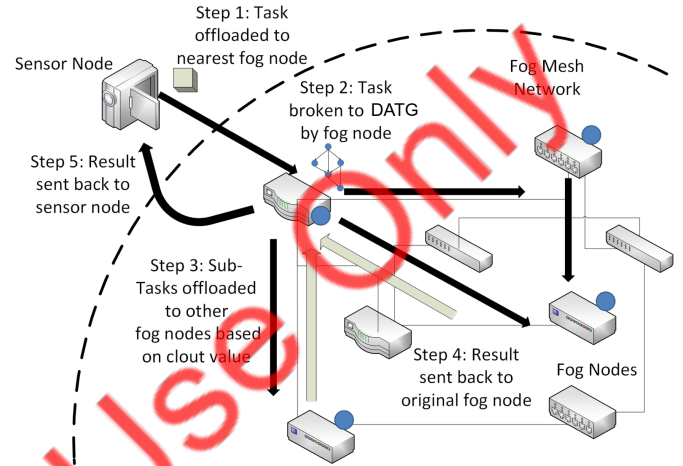 Step 1: Task
offloaded to
nearest fog node
Sensor Node
Step 2: Task
broken to DATG
by fog node
Fog Mesh
Network
Step 5: Result
sent back to
sensor node
Step 3: Sub-
Tasks offloaded
to other
fog nodes based
on clout value
Step 4: Result
sent back to
original fog node
Fog Nodes
Use Only